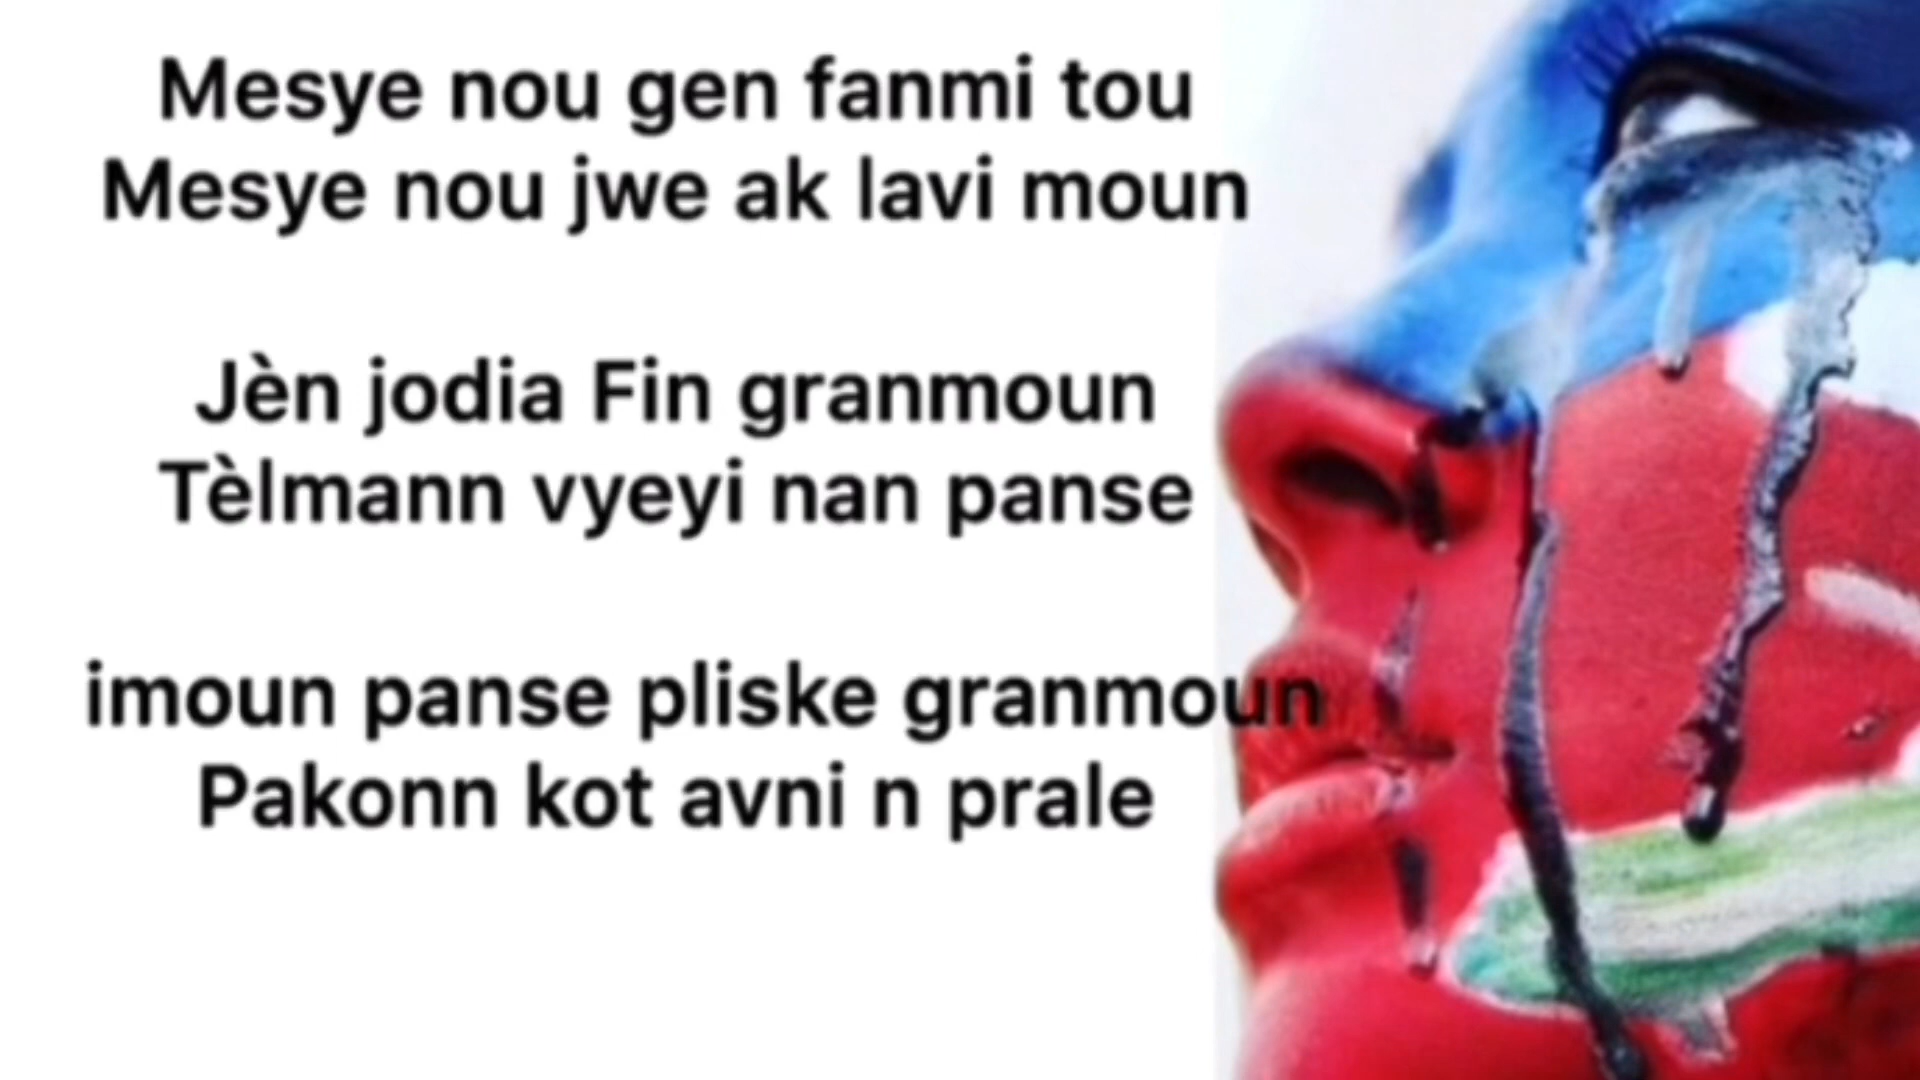 Mesye nou gen fanmi tou
Mesye nou jwe ak lavi moun
Jèn jodia Fin granmoun
Tèlmann vyeyi nan panse
imoun panse pliske granmoun
Pakonn kot avni n prale